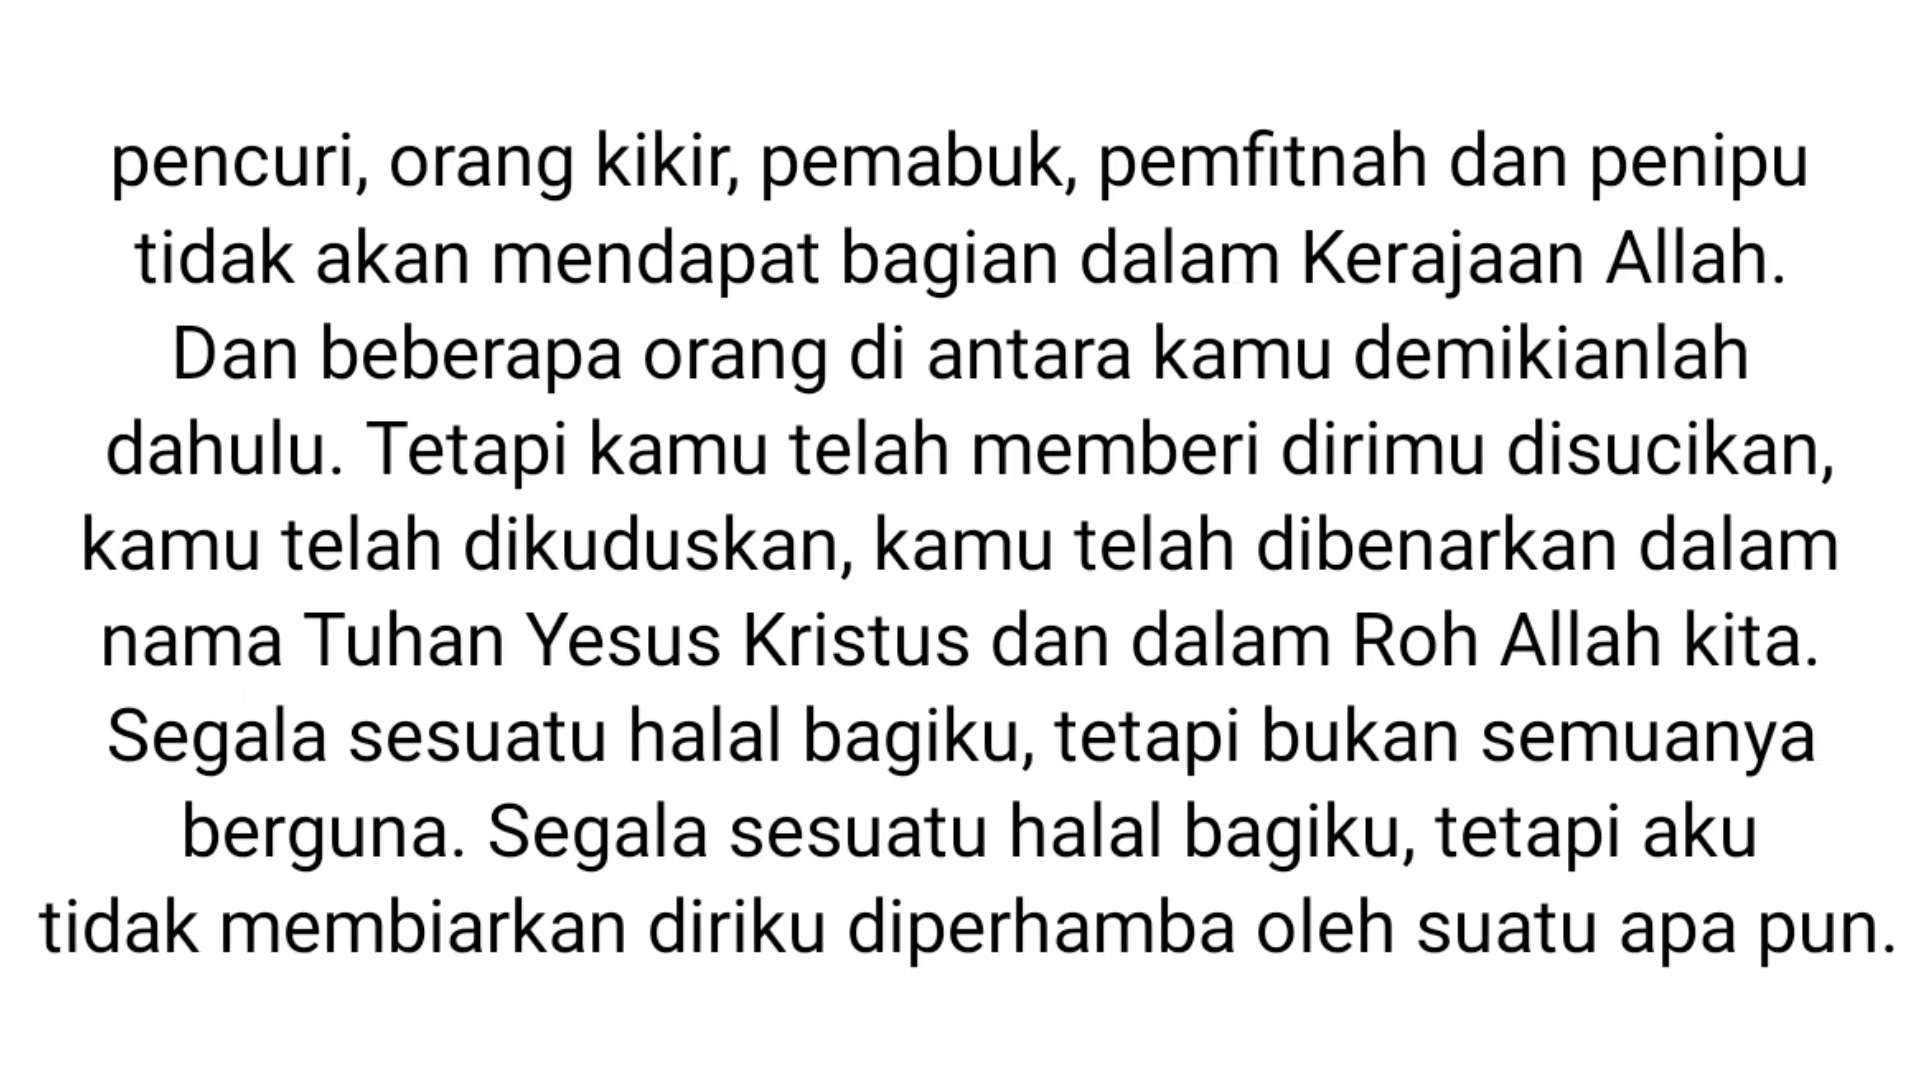 pencuri, orang kikir, pemabuk, pemfitnah dan penipu
tidak akan mendapat bagian dalam Kerajaan Allah.
Dan beberapa orang di antara kamu demikianlah
dahulu. Tetapi kamu telah memberi dirimu disucikan,
kamu telah dikuduskan, kamu telah dibenarkan dalam
nama Tuhan Yesus Kristus dan dalam Roh Allah kita.
Segala sesuatu halal bagiku, tetapi bukan semuanya
berguna. Segala sesuatu halal bagiku, tetapi aku
tidak membiarkan diriku diperhamba oleh suatu apa pun.